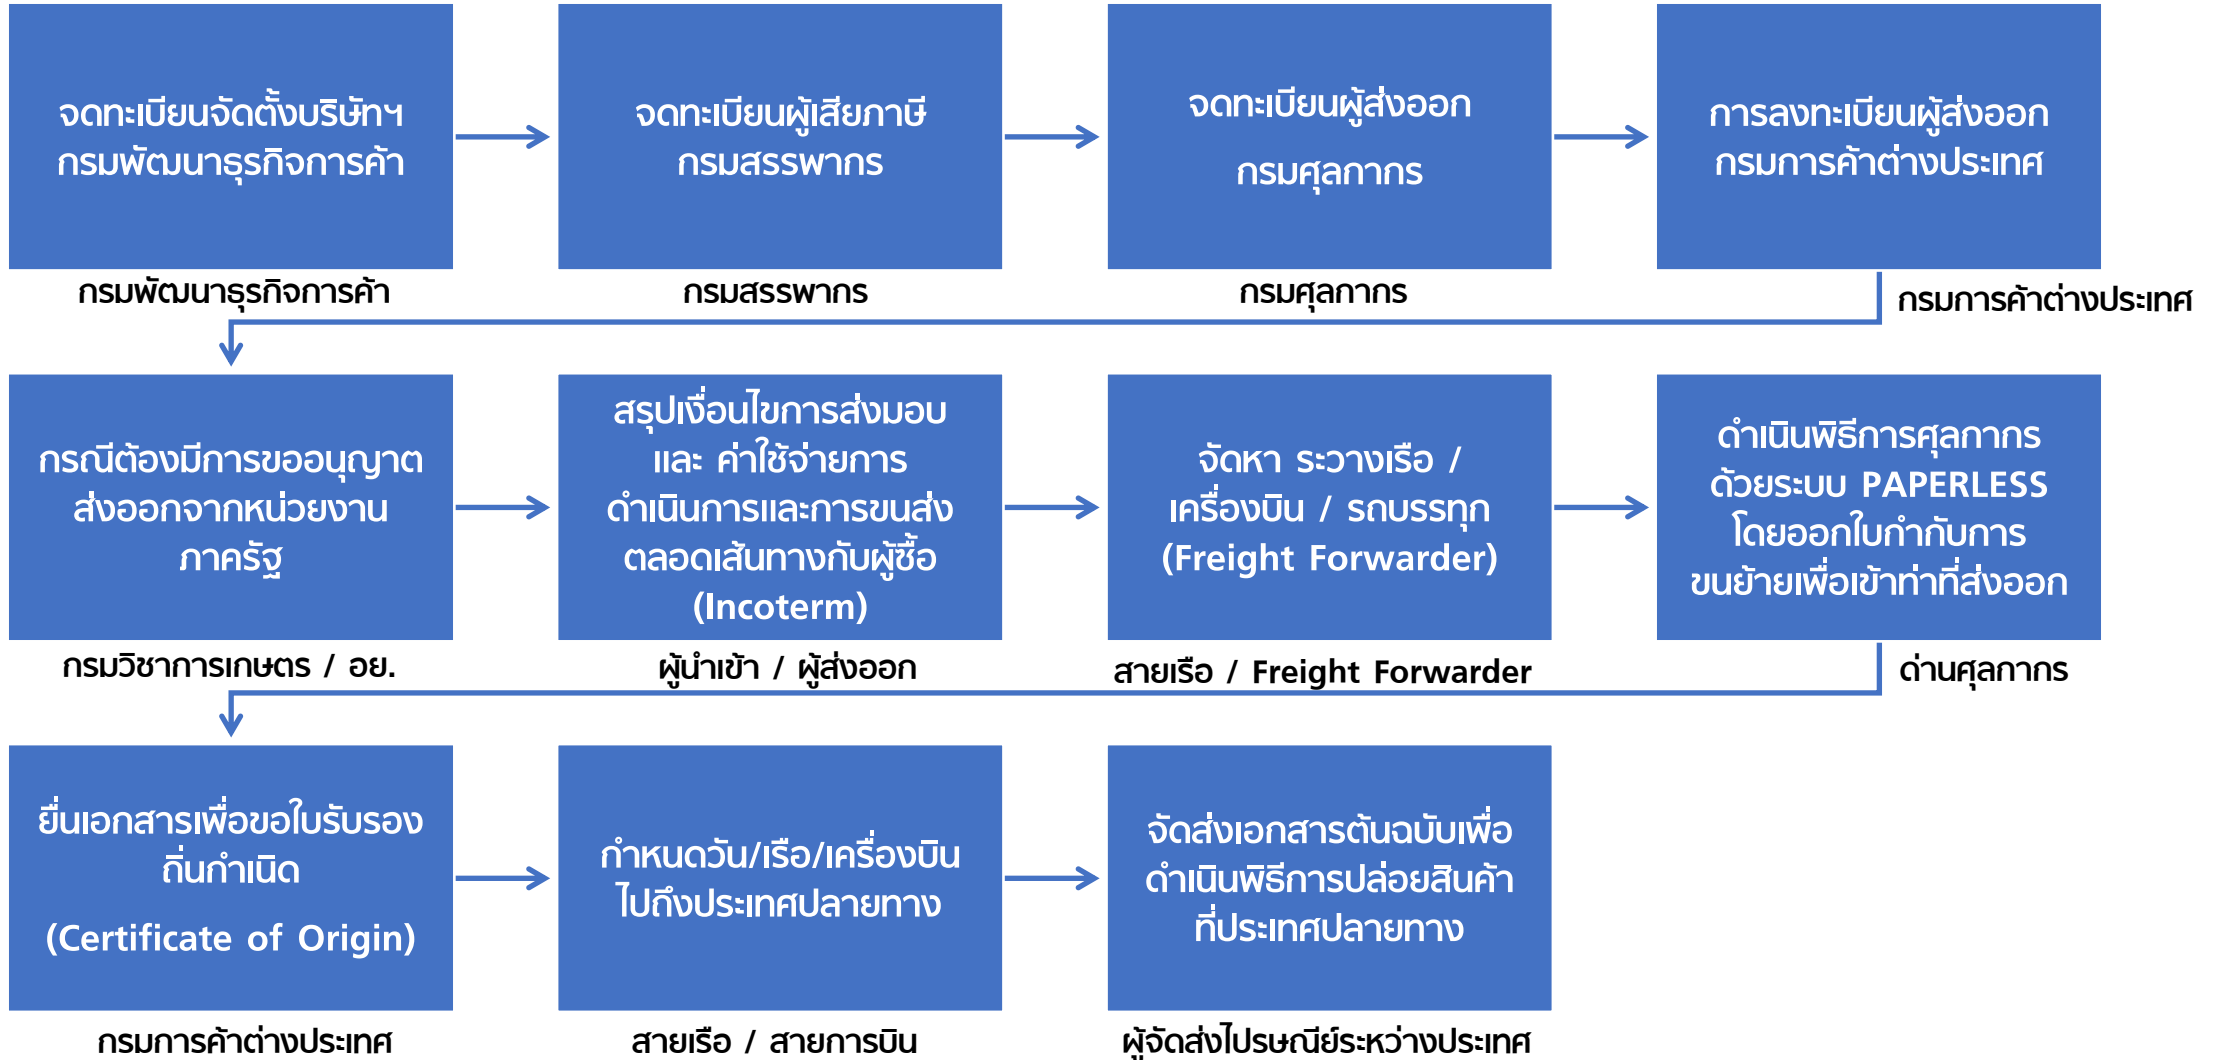 จดทะเบียนจัดตั้งบริษัทฯ
กรมพัฒนาธุรกิจการค้า
กรมพัฒนาธุรกิจการค้า
จดทะเบียนผู้เสียภาษี
กรมสรรพากร
กรมสรรพากร
จดทะเบียนผู้ส่งออก
กรมศุลกากร
กรมศุลกากร
การลงทะเบียนผู้ส่งออก
กรมการค้าต่างประเทศ
กรมการค้าต่างประเทศ
กรณีต้องมีการขออนุญาต
ส่งออกจากหน่วยงาน
ภาครัฐ
กรมวิชาการเกษตร / อย.
สรุปเงื่อนไขการส่งมอบ
และ ค่าใช้จ่ายการ
ดำเนินการและการขนส่ง
ตลอดเส้นทางกับผู้ซื้อ
(Incoterm)
ผู้นำเข้า / ผู้ส่งออก
จัดหา ระวางเรือ /
เครื่องบิน / รถบรรทุก
(Freight Forwarder)
สายเรือ / Freight Forwarder
ดำเนินพิธีการศุลกากร
ด้วยระบบ PAPERLESS
โดยออกใบกำกับการ
ขนย้ายเพื่อเข้าท่าที่ส่งออก
ด่านศุลกากร
ยื่นเอกสารเพื่อขอใบรับรอง
ถิ่นกำเนิด
(Certificate of Origin)
กรมการค้าต่างประเทศ
กำหนดวัน/เรือ/เครื่องบิน
ไปถึงประเทศปลายทาง
สายเรือ / สายการบิน
จัดส่งเอกสารต้นฉบับเพื่อ
ดำเนินพิธีการปล่อยสินค้า
ที่ประเทศปลายทาง
ผู้จัดส่งไปรษณีย์ระหว่างประเทศ